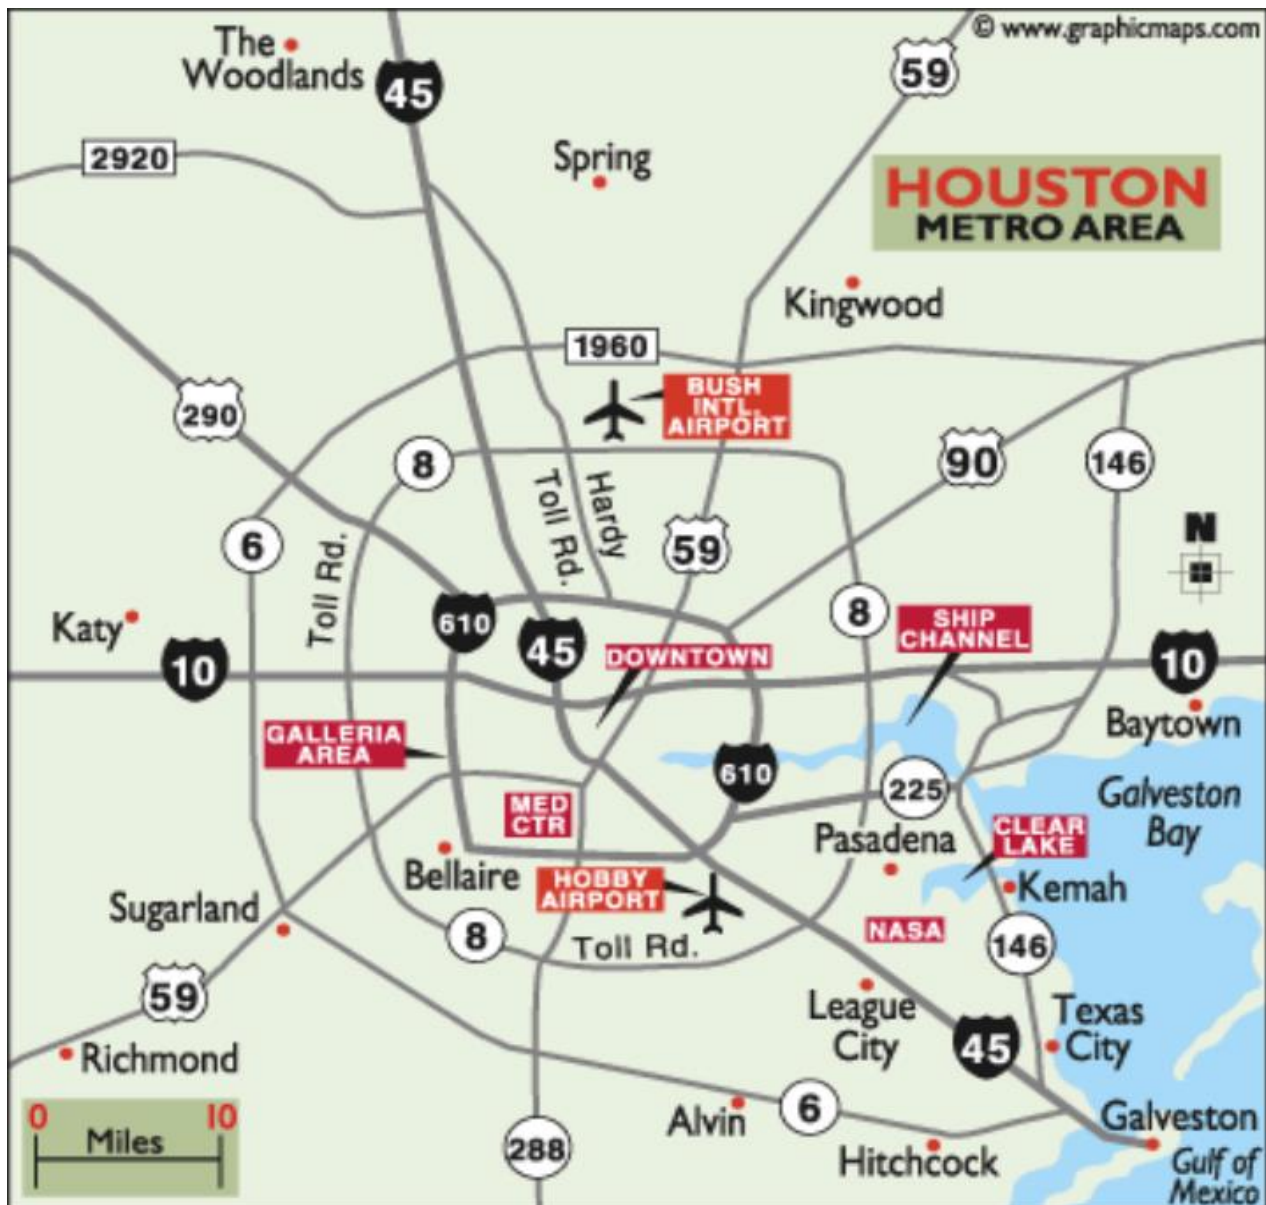 © www.graphicmaps.com
The
Woodlands
45
59
2920
Spring
HOUSTON
METRO AREA
Kingwood
1960
BUSH
INTL.
AIRPORT
290
8
90
146
Hardy
Toll Rd.
N
6
Toll Rd.
59
Katy
610
45
8
SHIP
CHANNEL
10
DOWNTOWN
10
Baytown
GALLERIA
AREA
610
225
Galveston
Bay
MED
CTR
Pasadena
CLEAR
LAKE
Bellaire
HOBBY
AIRPORT
Kemah
Sugarland
8
Toll Rd.
NASA
146
59
League
City
Texas
City
45
Richmond
0 10
Miles
Alvin
6
Galveston
288
Hitchcock
Gulf of
Mexico